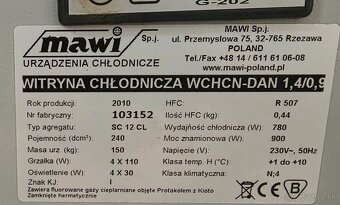 G-202
mawi Sp.j.
URZĄDZENIA CHŁODNICZE
MAWI Sp.j.
ul. Przemysłowa 75, 32-765 Rzezawa
POLAND
Tel./Fax +48 14 / 611 61 06-08
www.mawi-poland.pl
WITRYNA CHŁODNICZA WCHCN-DAN 1,4/0,9
Rok produkcji: 2010
Nr fabryczny: 103152
Typ agregatu: SC 12 CL
Pojemność (dcm³): 240
Masa urz. (kg): 150
Grzałka (W): 4 X 110
Oświetlenie (W): 4 X 30
Znak Klasy: I
HFC: R 507
Ilość HFC (kg): 0,44
Wydajność chłodn. (W): 780
Moc znamionowa (W): 900
Napięcie: 230V~, 50Hz
Klasa temp. H (°C): +1 do +10
Klasa klimatyczna: N;4
Zawiera fluorowane gazy cieplarniane objęte Protokołem z Kioto
Zamknięte hermetycznie
CE
B